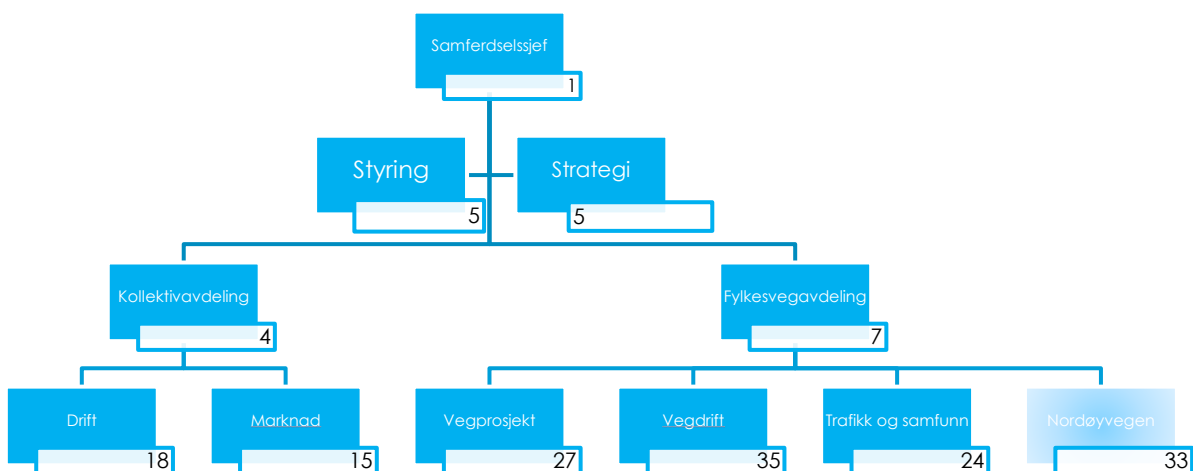 Samferdselssjef
1
Styring
5
Strategi
5
Kollektivavdeling
4
Fylkesvegavdeling
7
Drift
18
Marknad
15
Vegprosjekt
27
Vegdrift
35
Trafikk og samfunn
24
Nordøyvegen
33